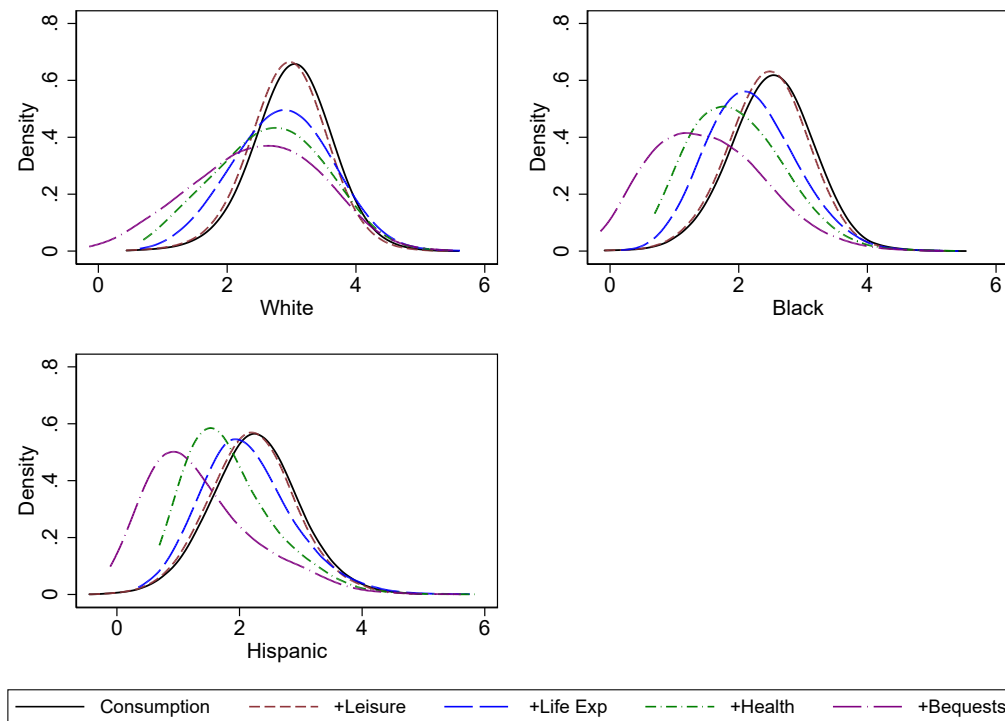 .8
.6
.4
.2
0
Density
0 2 4 6
White
.8
.6
.4
.2
0
Density
0 2 4 6
Black
.8
.6
.4
.2
0
Density
0 2 4 6
Hispanic
Consumption +Leisure +Life Exp +Health +Bequests